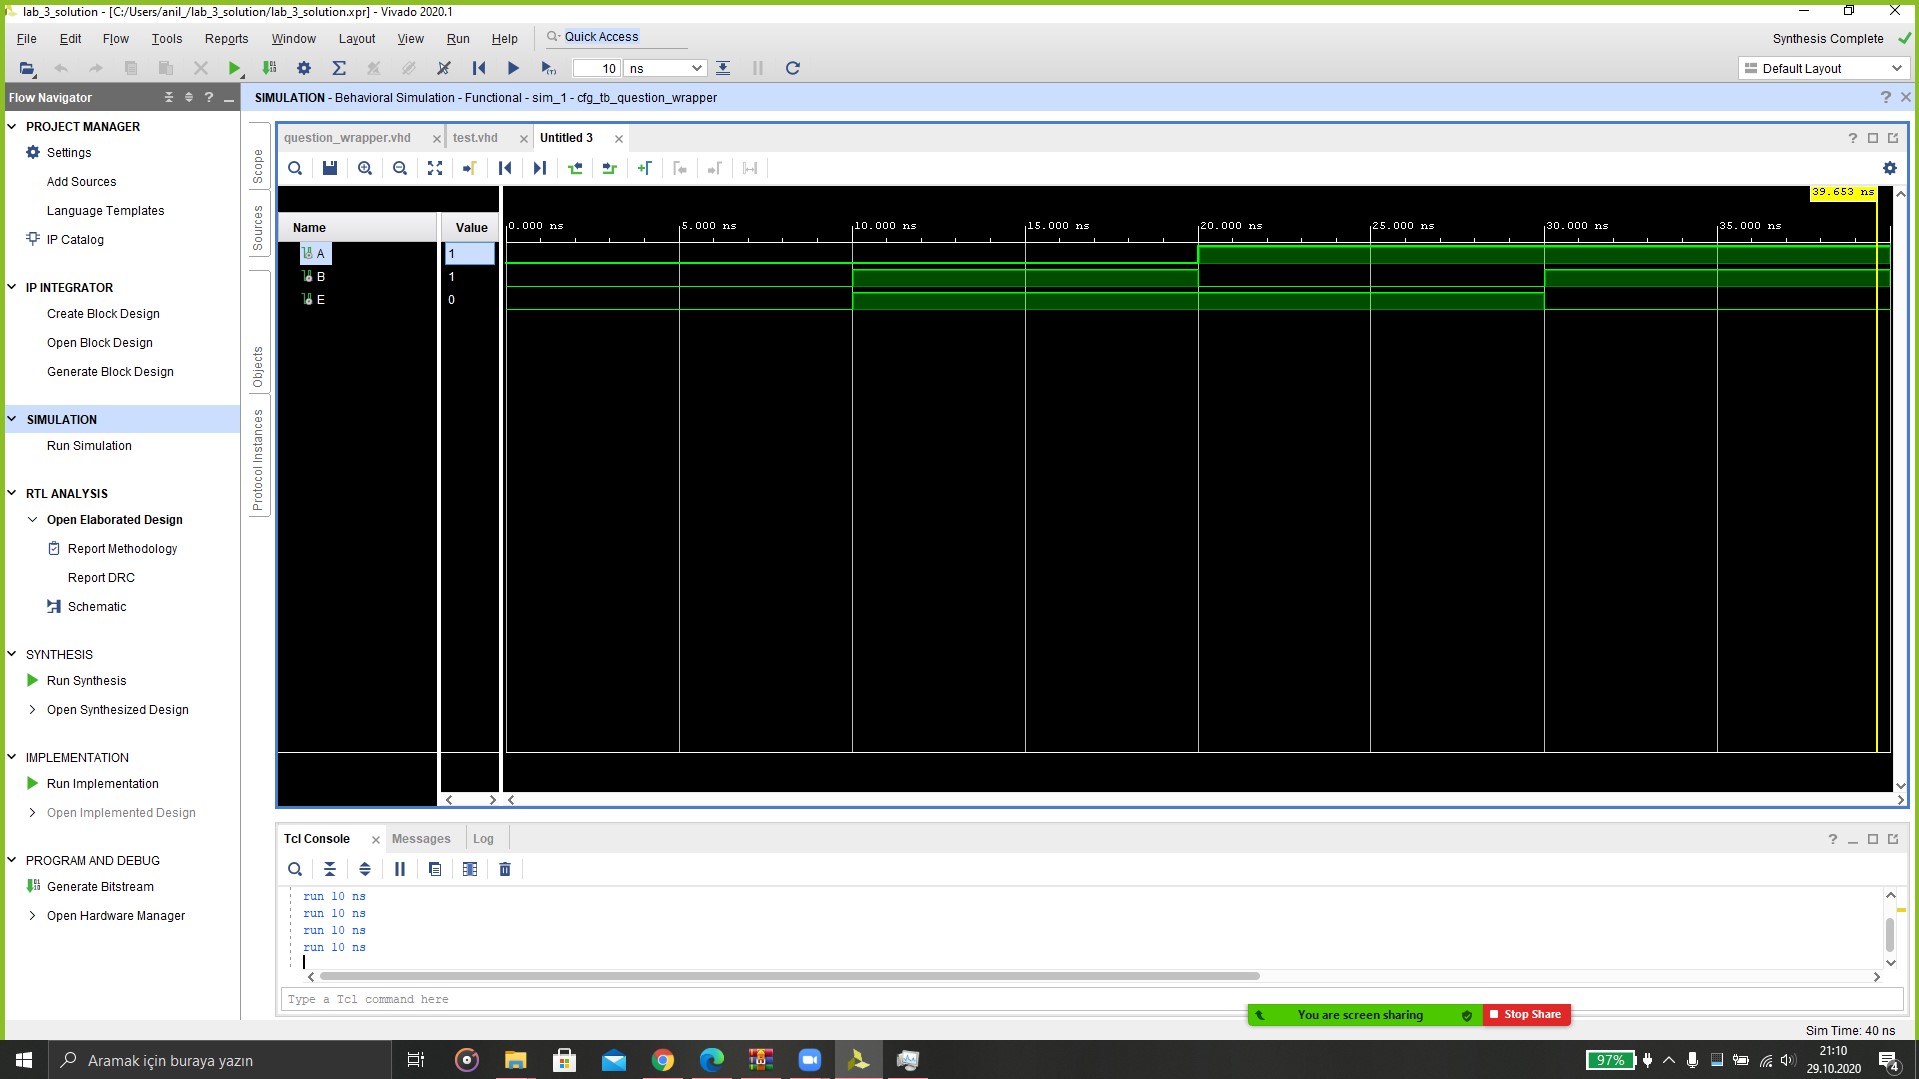 lab_3_solution - [C:/Users/anil_/lab_3_solution/lab_3_solution.xpr] - Vivado 2020.1
File Edit Flow Tools Reports Window Layout View Run Help Quick Access
Synthesis Complete
10 ns
Default Layout
Flow Navigator
SIMULATION - Behavioral Simulation - Functional - sim_1 - cfg_tb_question_wrapper
PROJECT MANAGER
Settings
Add Sources
Language Templates
IP Catalog
IP INTEGRATOR
Create Block Design
Open Block Design
Generate Block Design
SIMULATION
Run Simulation
RTL ANALYSIS
Open Elaborated Design
Report Methodology
Report DRC
Schematic
SYNTHESIS
Run Synthesis
Open Synthesized Design
IMPLEMENTATION
Run Implementation
Open Implemented Design
PROGRAM AND DEBUG
Generate Bitstream
Open Hardware Manager
Scope
Sources
Objects
Protocol Instances
question_wrapper.vhd test.vhd Untitled 3
39.653 ns
Name Value
0.000 ns 5.000 ns 10.000 ns 15.000 ns 20.000 ns 25.000 ns 30.000 ns 35.000 ns
A 1
B 1
E 0
Tcl Console Messages Log
run 10 ns
run 10 ns
run 10 ns
run 10 ns
Type a Tcl command here
You are screen sharing Stop Share
Sim Time: 40 ns
Aramak için buraya yazın
97%
21:10
29.10.2020
4